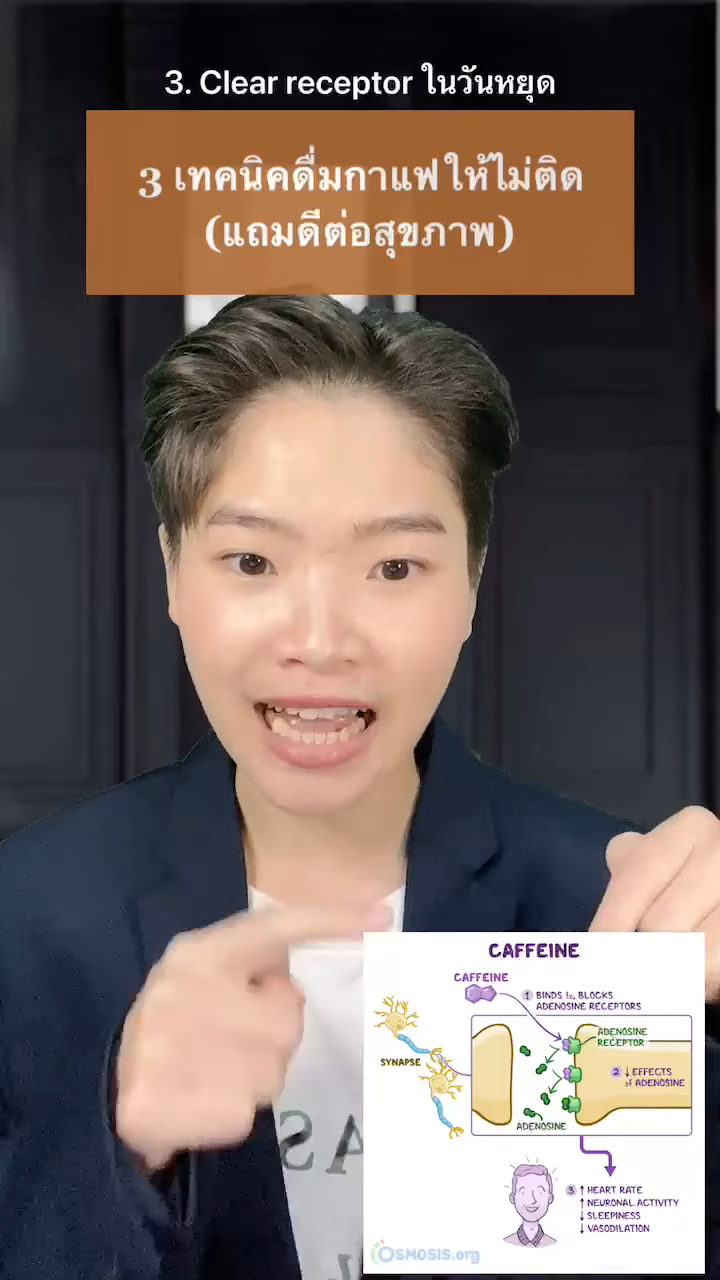 3. Clear receptor ในวันหยุด
3 เทคนิคดื่มกาแฟให้ไม่ติด
(แถมดีต่อสุขภาพ)
CAFFEINE
CAFFEINE
1 BINDS to, BLOCKS
ADENOSINE RECEPTORS
ADENOSINE
RECEPTOR
SYNAPSE
2 ↓ EFFECTS
of ADENOSINE
ADENOSINE
3 ↑ HEART RATE
↑ NEURONAL ACTIVITY
↓ SLEEPINESS
↓ VASODILATION
OSMOSIS.org